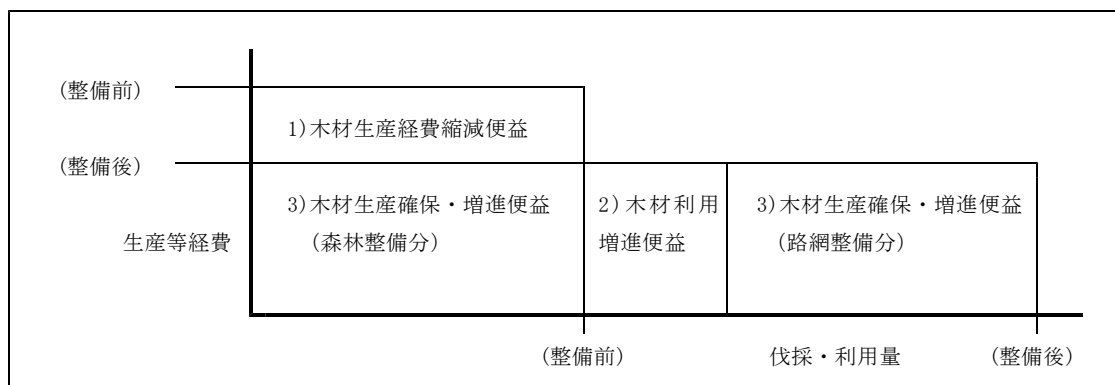 (整備前)
1)木材生産経費縮減便益
(整備後)
3)木材生産確保・増進便益
(森林整備分)
2)木材利用
増進便益
3)木材生産確保・増進便益
(路網整備分)
生産等経費
(整備前)
伐採・利用量
(整備後)